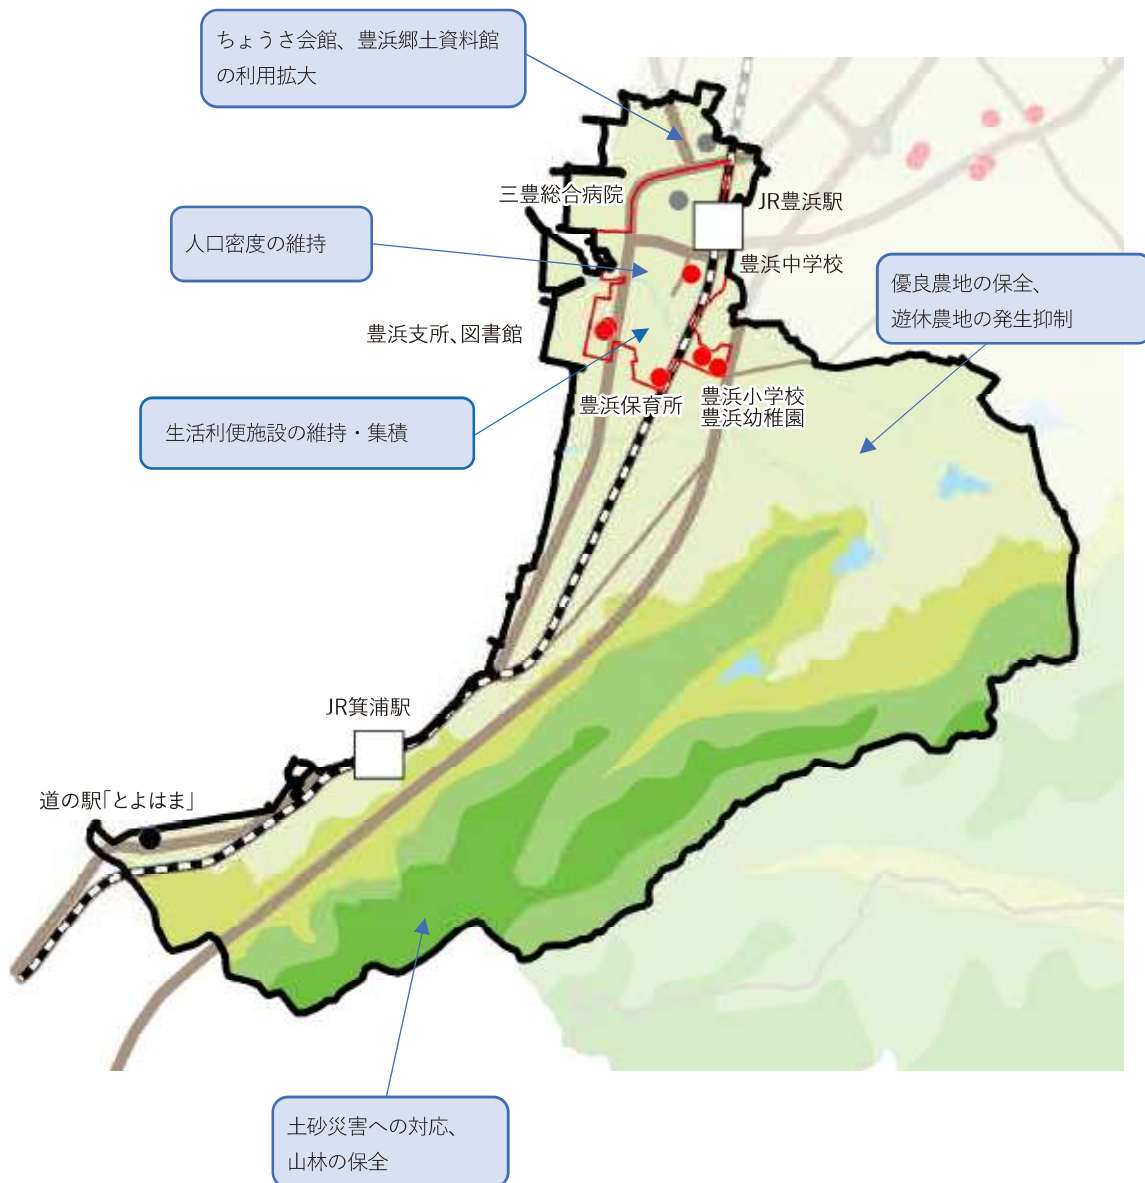 ちょうさ会館、豊浜郷土資料館
の利用拡大
三豊総合病院
JR豊浜駅
人口密度の維持
豊浜中学校
優良農地の保全、
遊休農地の発生抑制
豊浜支所、図書館
豊浜保育所
豊浜小学校
豊浜幼稚園
生活利便施設の維持・集積
JR箕浦駅
道の駅「とよはま」
土砂災害への対応、
山林の保全